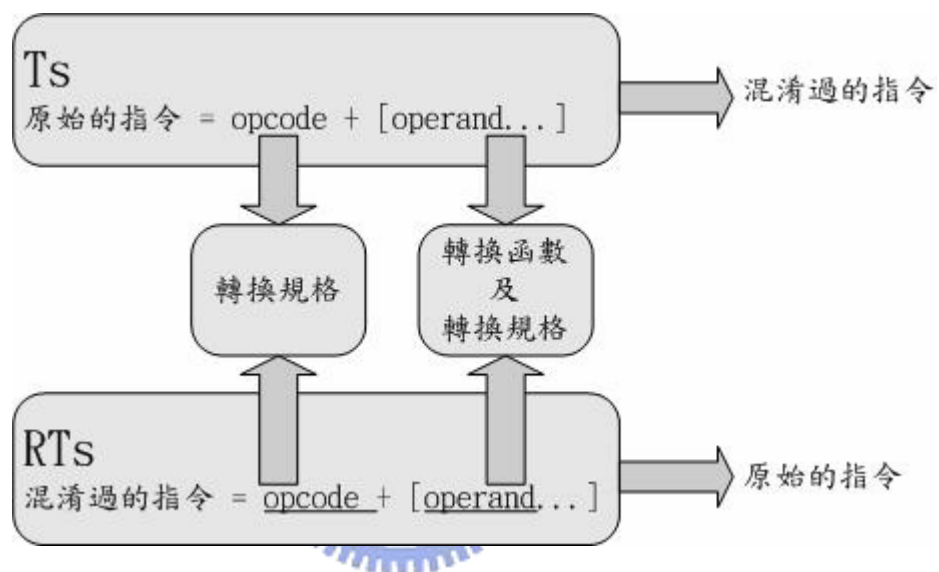 Ts
原始的指令 = opcode + [operand...]
混淆過的指令
轉換規格
轉換函數
及
轉換規格
RTs
混淆過的指令 = opcode + [operand...]
原始的指令